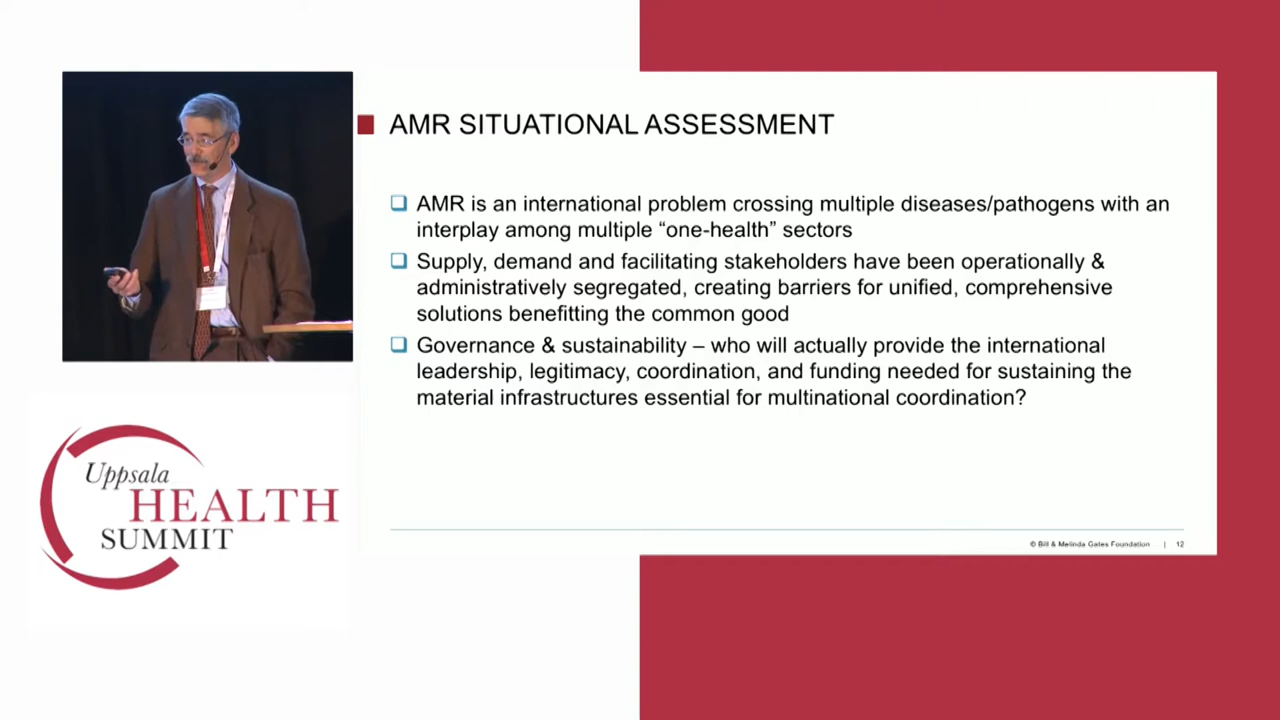 AMR SITUATIONAL ASSESSMENT
AMR is an international problem crossing multiple diseases/pathogens with an
interplay among multiple “one-health” sectors
Supply, demand and facilitating stakeholders have been operationally &
administratively segregated, creating barriers for unified, comprehensive
solutions benefitting the common good
Governance & sustainability – who will actually provide the international
leadership, legitimacy, coordination, and funding needed for sustaining the
material infrastructures essential for multinational coordination?
© Bill & Melinda Gates Foundation | 12
Uppsala
HEALTH
SUMMIT